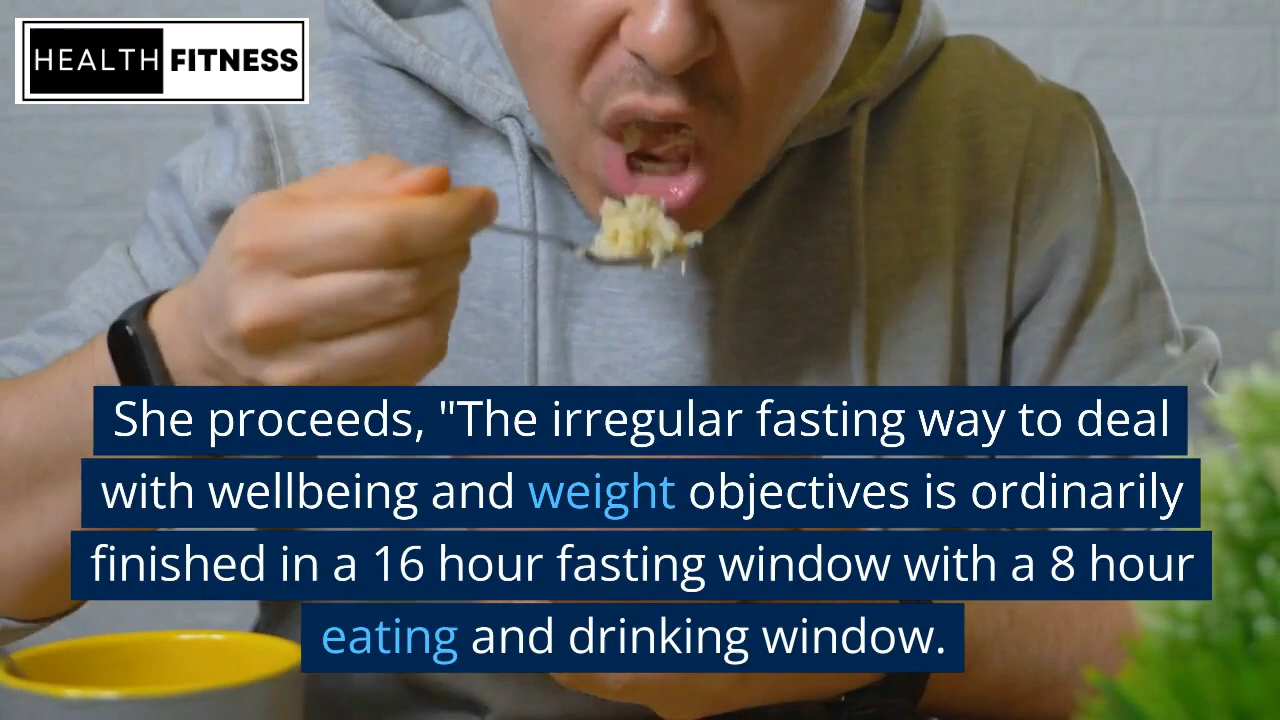 HEALTH FITNESS
She proceeds, "The irregular fasting way to deal
with wellbeing and weight objectives is ordinarily
finished in a 16 hour fasting window with a 8 hour
eating and drinking window.